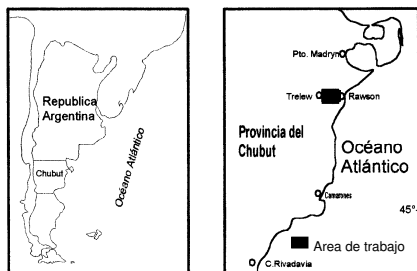 Republica
Argentina
Chubut
Océano Atlántico
Pto. Madryn
Trelew
Rawson
Provincia del
Chubut
Océano
Atlántico
Camarones
45°
Area de trabajo
C.Rivadavia